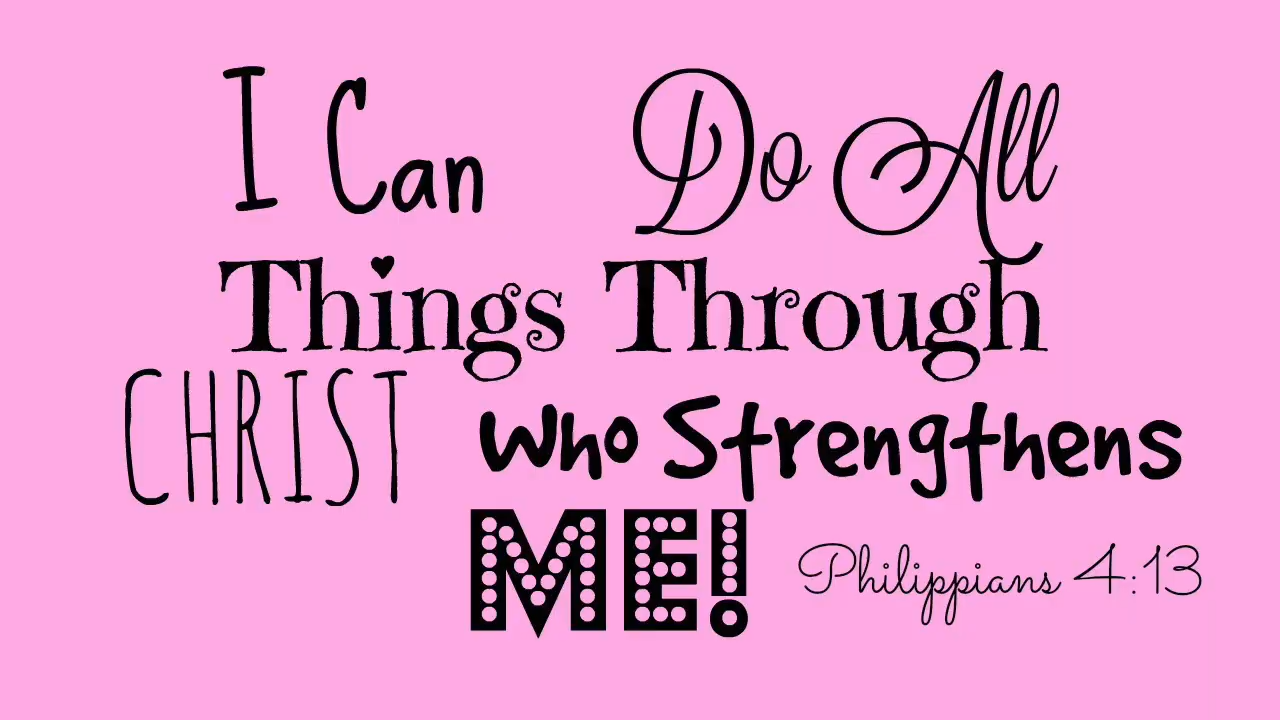 I Can Do All
Things Through
CHRIST Who Strengthens
ME! Philippians 4:13